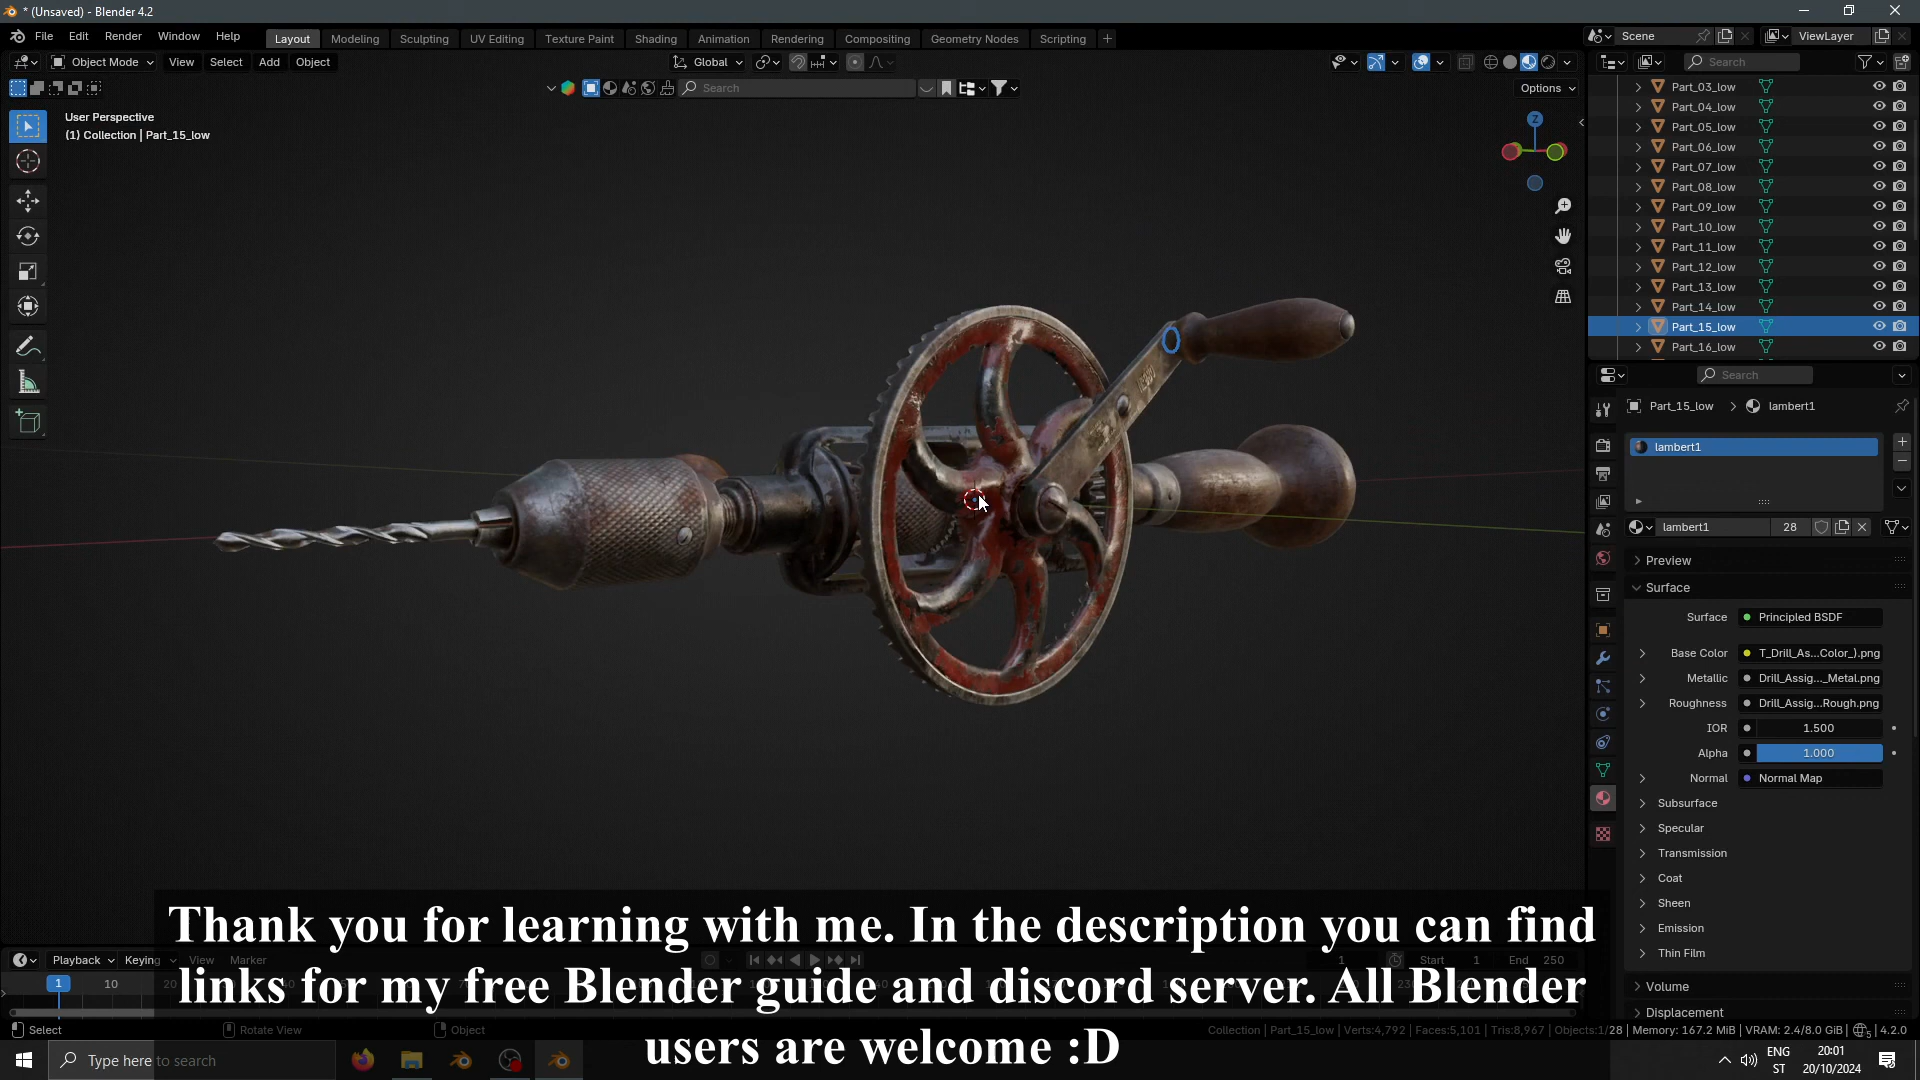 * (Unsaved) - Blender 4.2
File Edit Render Window Help
Layout Modeling Sculpting UV Editing Texture Paint Shading Animation Rendering Compositing Geometry Nodes Scripting +
Scene ViewLayer
Object Mode View Select Add Object
Global
Search
Search
Options
User Perspective
(1) Collection | Part_15_low
Z
Part_03_low
Part_04_low
Part_05_low
Part_06_low
Part_07_low
Part_08_low
Part_09_low
Part_10_low
Part_11_low
Part_12_low
Part_13_low
Part_14_low
Part_15_low
Part_16_low
Search
Part_15_low > lambert1
lambert1
lambert1 28
Preview
Surface
Surface Principled BSDF
Base Color T_Drill_As...Color_).png
Metallic Drill_Assig..._Metal.png
Roughness Drill_Assig...Rough.png
IOR 1.500
Alpha 1.000
Normal Normal Map
Subsurface
Specular
Transmission
Coat
Sheen
Emission
Thin Film
Volume
Displacement
Thank you for learning with me. In the description you can find
links for my free Blender guide and discord server. All Blender
users are welcome :D
Playback Keying View Marker
1 Start 1 End 250
1 10 20
Select Rotate View Object
Collection | Part_15_low | Verts:4,792 | Faces:5,101 | Tris:8,967 | Objects:1/28 | Memory: 167.2 MiB | VRAM: 2.4/8.0 GiB 4.2.0
Type here to search
ENG
ST
20:01
20/10/2024